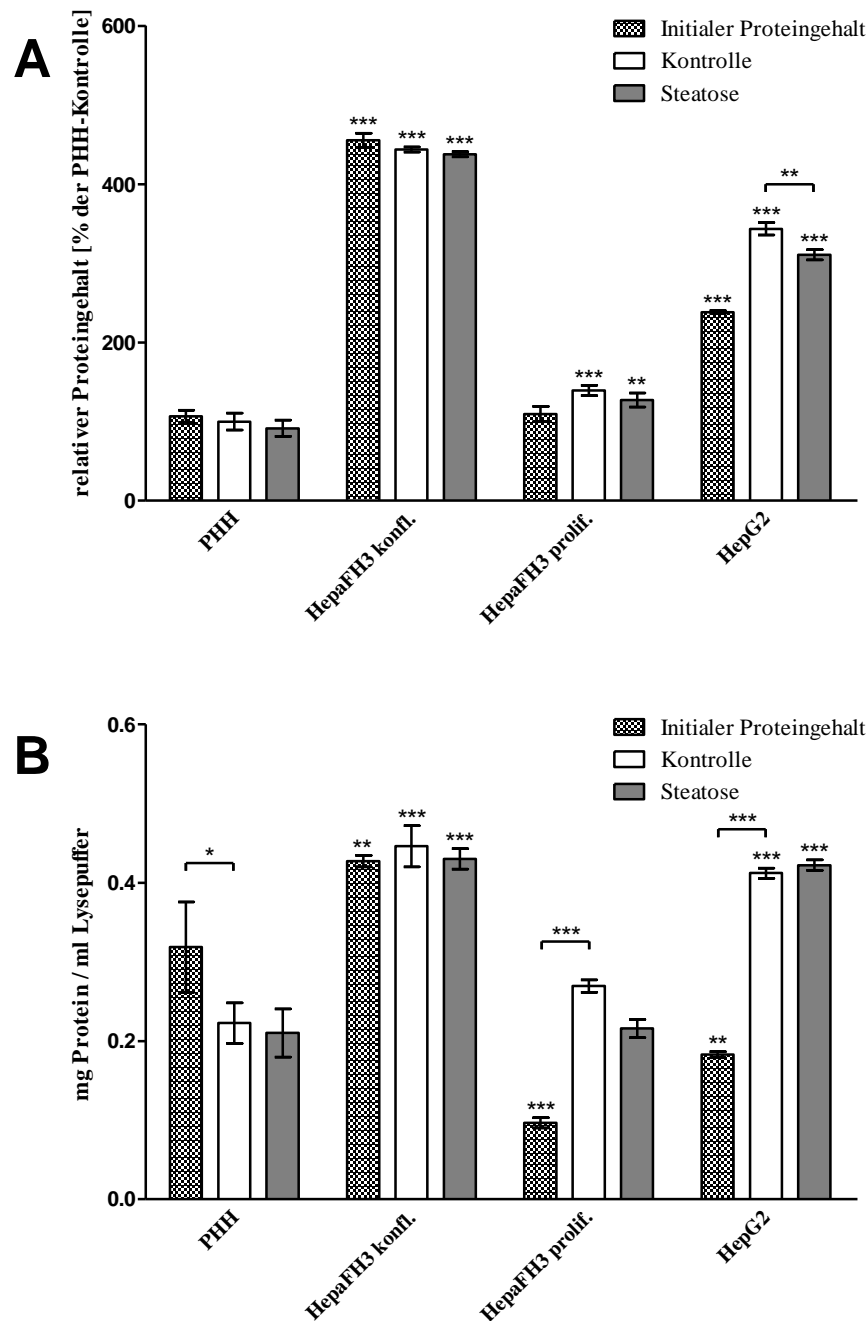 A
relativer Proteingehalt [% der PHH-Kontrolle]
600
400
200
0
Initialer Proteingehalt
Kontrolle
Steatose
***
***
***
***
**
***
***
***
**
PHH
HepaFH3 konfl.
HepaFH3 prolif.
HepG2
B
mg Protein / ml Lysepuffer
0.6
0.4
0.2
0.0
Initialer Proteingehalt
Kontrolle
Steatose
*
**
***
***
***
***
**
***
***
***
PHH
HepaFH3 konfl.
HepaFH3 prolif.
HepG2